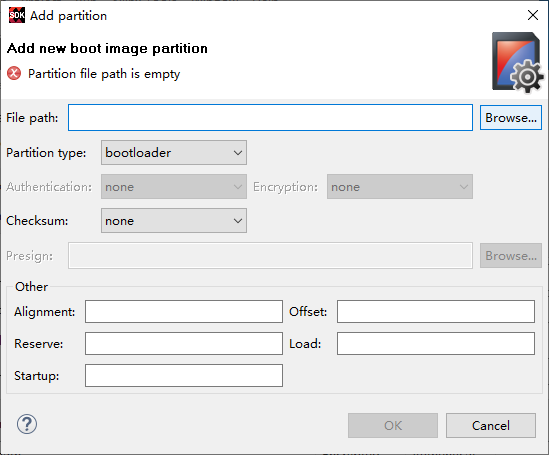 SDK Add partition
Add new boot image partition
Partition file path is empty
File path: Browse...
Partition type: bootloader
Authentication: none Encryption: none
Checksum: none
Presign: Browse...
Other
Alignment: Offset:
Reserve: Load:
Startup:
? OK Cancel